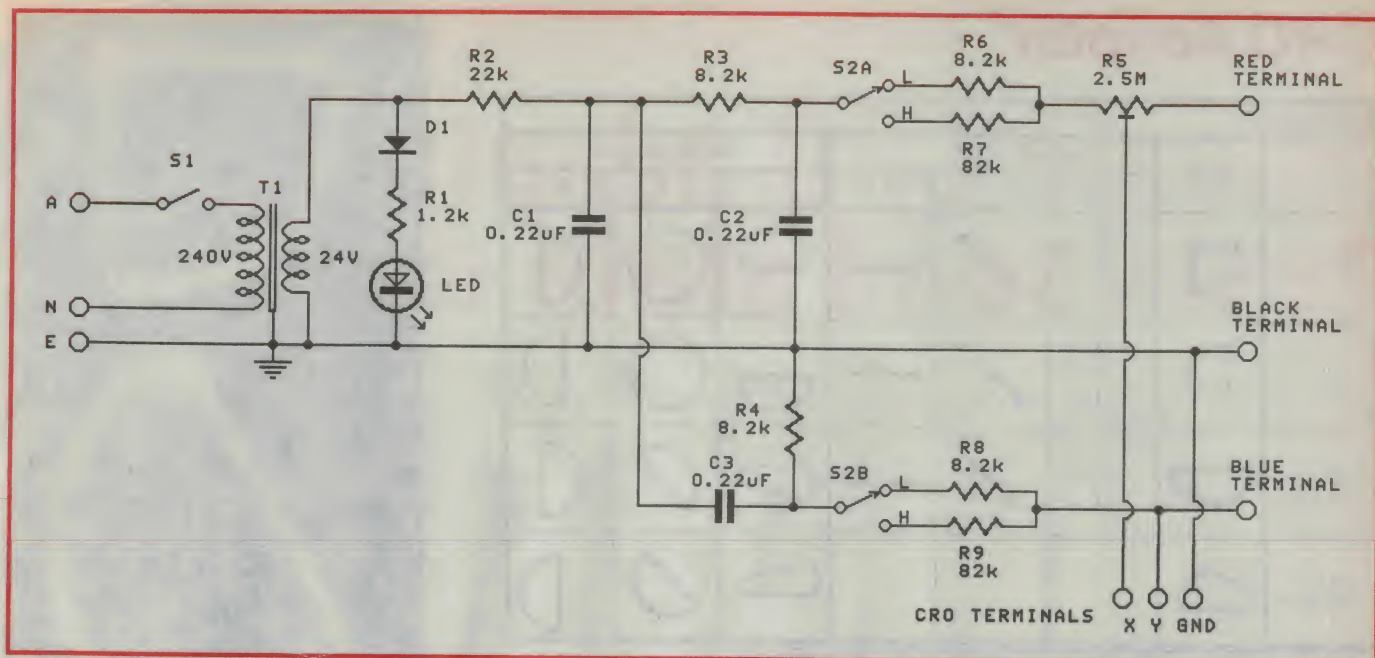 R2
22k
R3
8.2k
S2A
L
H
R6
8.2k
R7
82k
R5
2.5M
RED
TERMINAL
D1
S1
T1
A
R1
1.2k
C1
0.22uF
C2
0.22uF
240V
24V
LED
N
E
BLACK
TERMINAL
R4
8.2k
C3
0.22uF
S2B
L
H
R8
8.2k
R9
82k
BLUE
TERMINAL
CRO TERMINALS
X Y GND